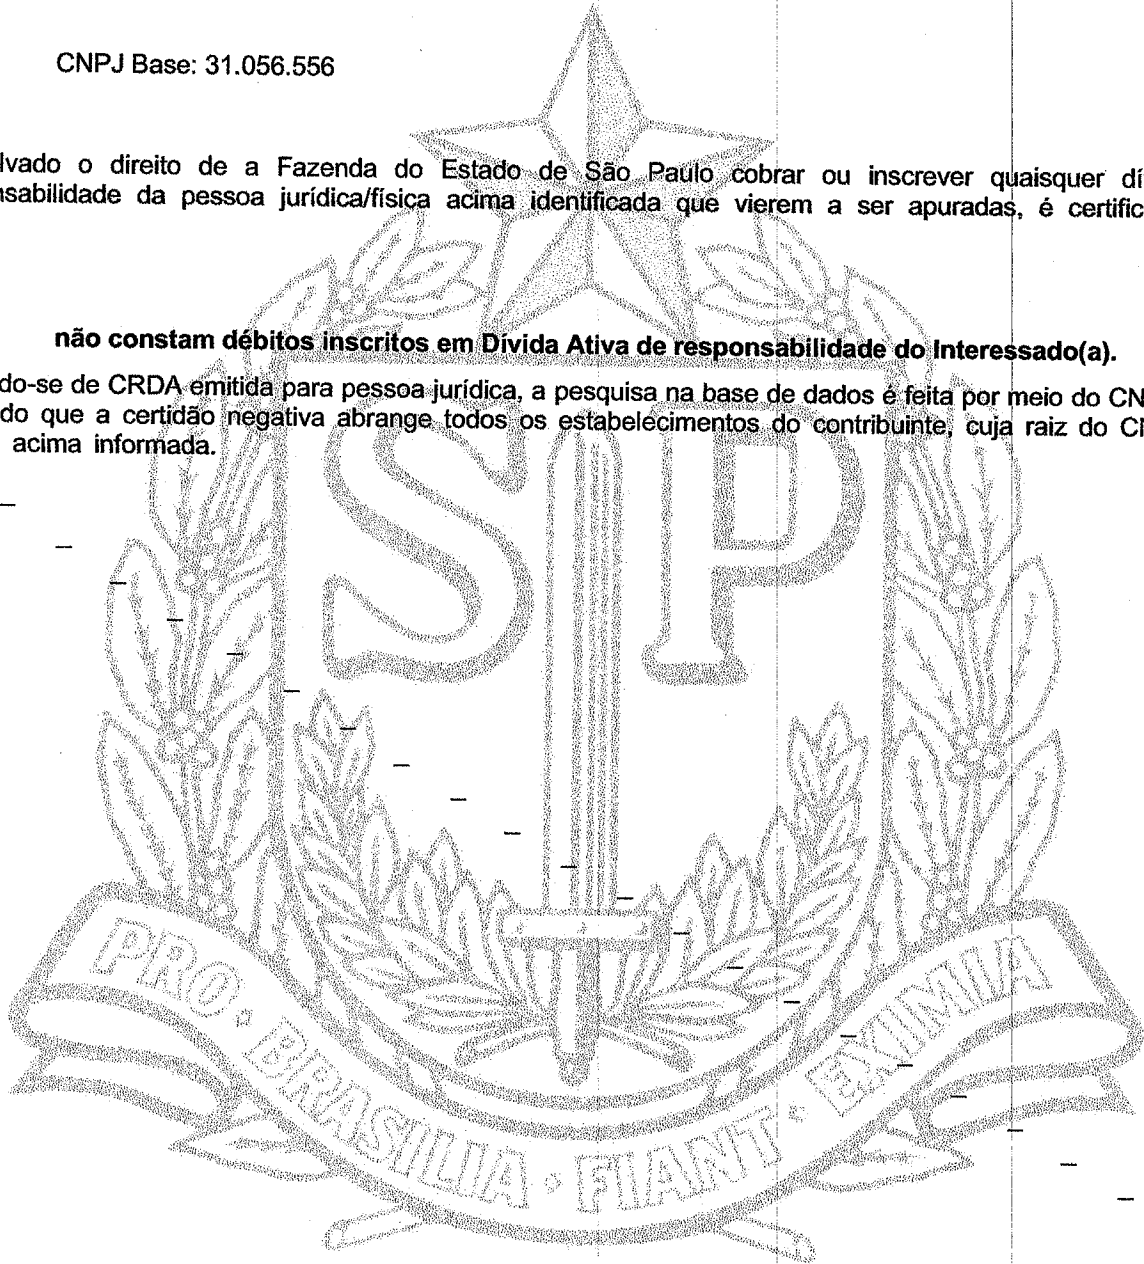 CNPJ Base: 31.056.556
lvado o direito de a Fazenda do Estado de São Paulo cobrar ou inscrever quaisquer dí
nsabilidade da pessoa jurídica/física acima identificada que vierem a ser apuradas, é certific
não constam débitos inscritos em Dívida Ativa de responsabilidade do Interessado(a).
do-se de CRDA emitida para pessoa jurídica, a pesquisa na base de dados é feita por meio do CN
do que a certidão negativa abrange todos os estabelecimentos do contribuinte, cuja raiz do CI
acima informada.
SP
PRO · BRASILIA · FIANT · EXIMIA